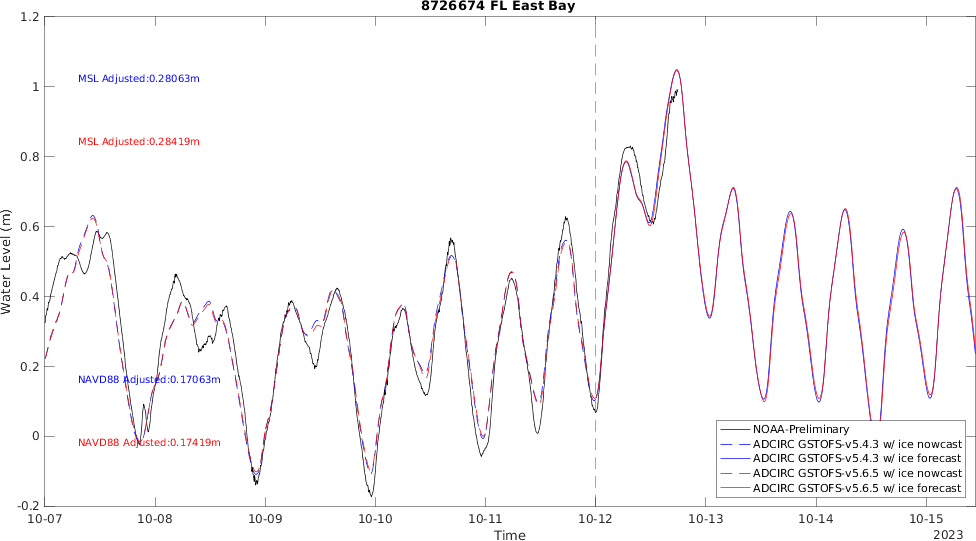 8726674 FL East Bay
1.2
1
0.8
0.6
0.4
0.2
0
-0.2
Water Level (m)
MSL Adjusted:0.28063m
MSL Adjusted:0.28419m
NAVD88 Adjusted:0.17063m
NAVD88 Adjusted:0.17419m
NOAA-Preliminary
ADCIRC GSTOFS-v5.4.3 w/ ice nowcast
ADCIRC GSTOFS-v5.4.3 w/ ice forecast
ADCIRC GSTOFS-v5.6.5 w/ ice nowcast
ADCIRC GSTOFS-v5.6.5 w/ ice forecast
10-07 10-08 10-09 10-10 10-11 10-12 10-13 10-14 10-15
Time
2023